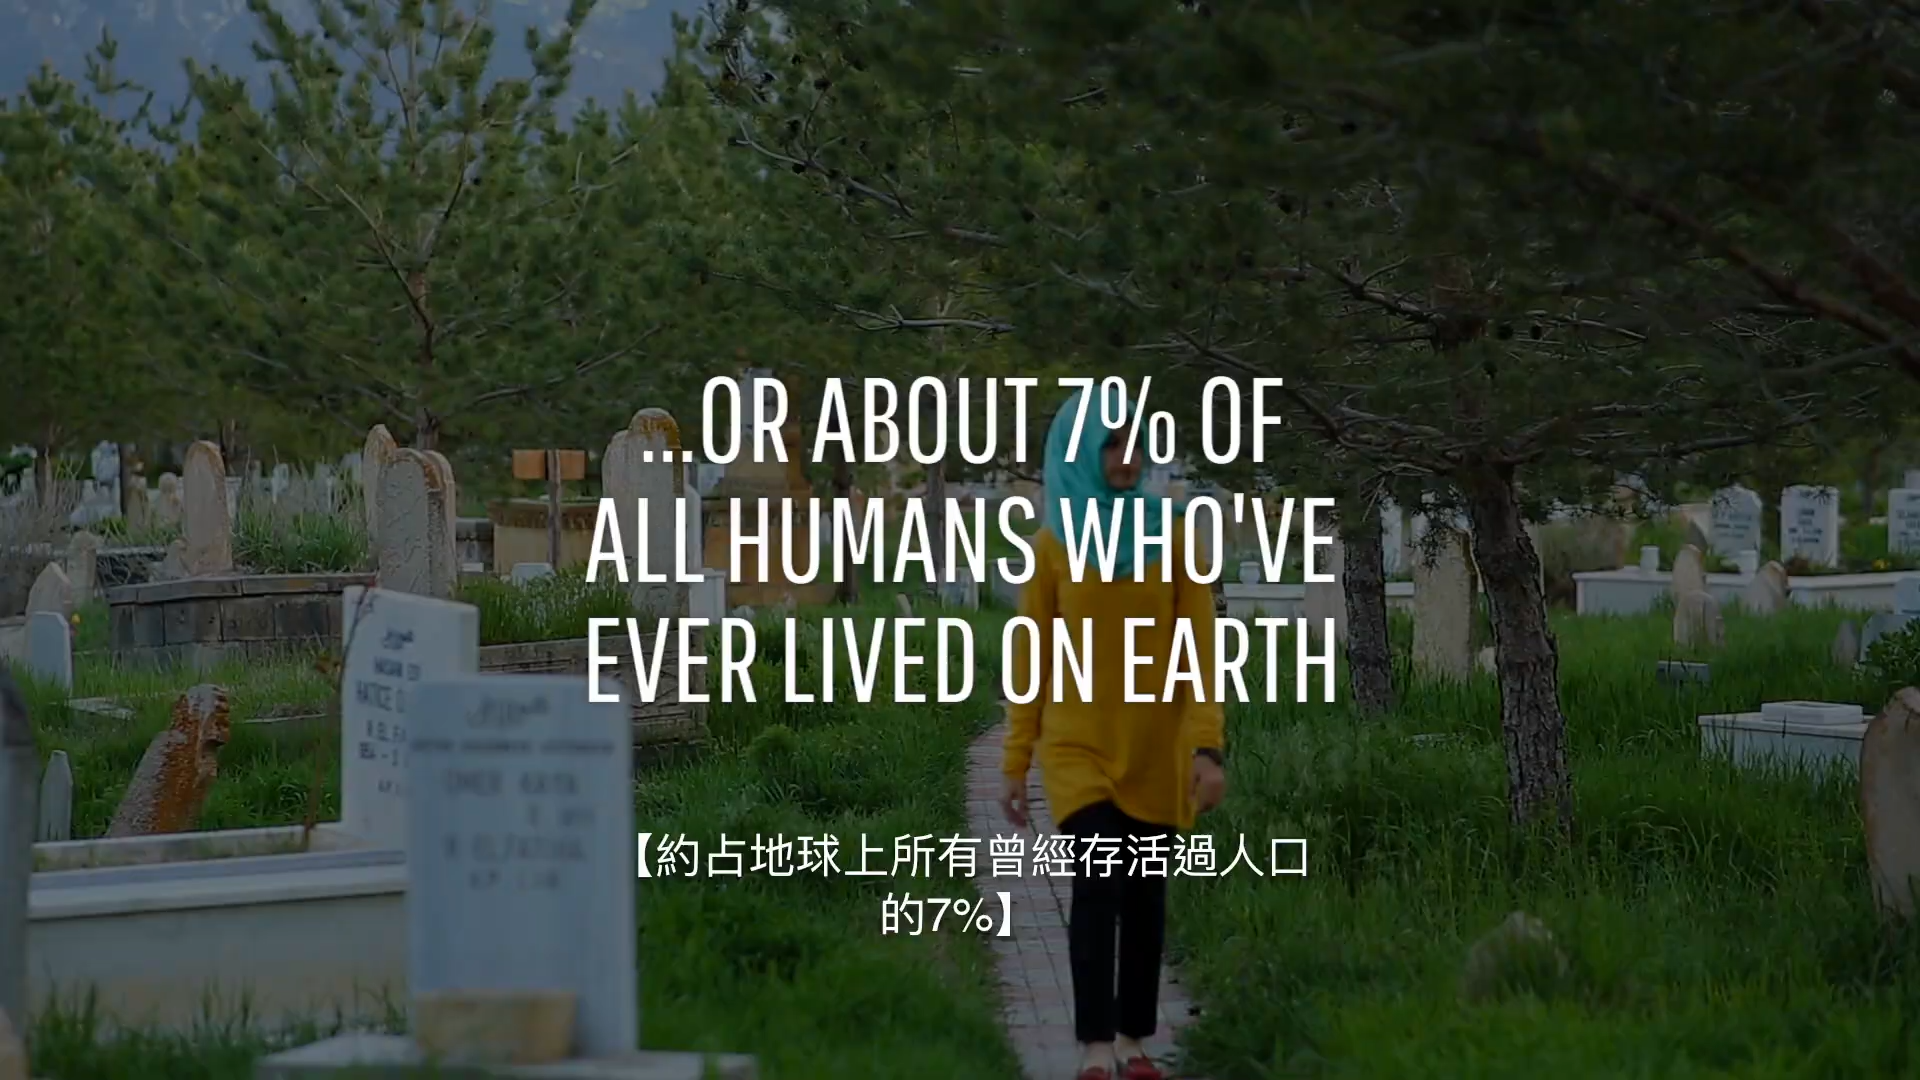 ...OR ABOUT 7% OF
ALL HUMANS WHO'VE
EVER LIVED ON EARTH
【約占地球上所有曾經存活過人口
的7%】